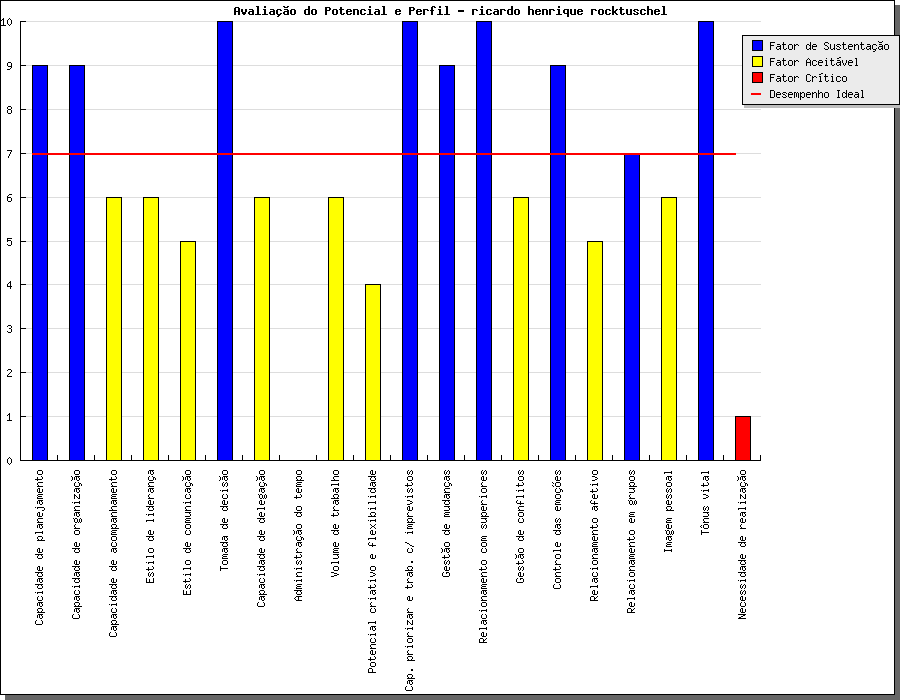 Avaliação do Potencial e Perfil - ricardo henrique rocktuschel
Fator de Sustentação
Fator Aceitável
Fator Crítico
Desempenho Ideal
10
9
8
7
6
5
4
3
2
1
0
Capacidade de planejamento
Capacidade de organização
Capacidade de acompanhamento
Estilo de liderança
Estilo de comunicação
Tomada de decisão
Capacidade de delegação
Administração do tempo
Volume de trabalho
Potencial criativo e flexibilidade
Cap. priorizar e trab. c/ imprevistos
Gestão de mudanças
Relacionamento com superiores
Gestão de conflitos
Controle das emoções
Relacionamento afetivo
Relacionamento em grupos
Imagem pessoal
Tônus vital
Necessidade de realização